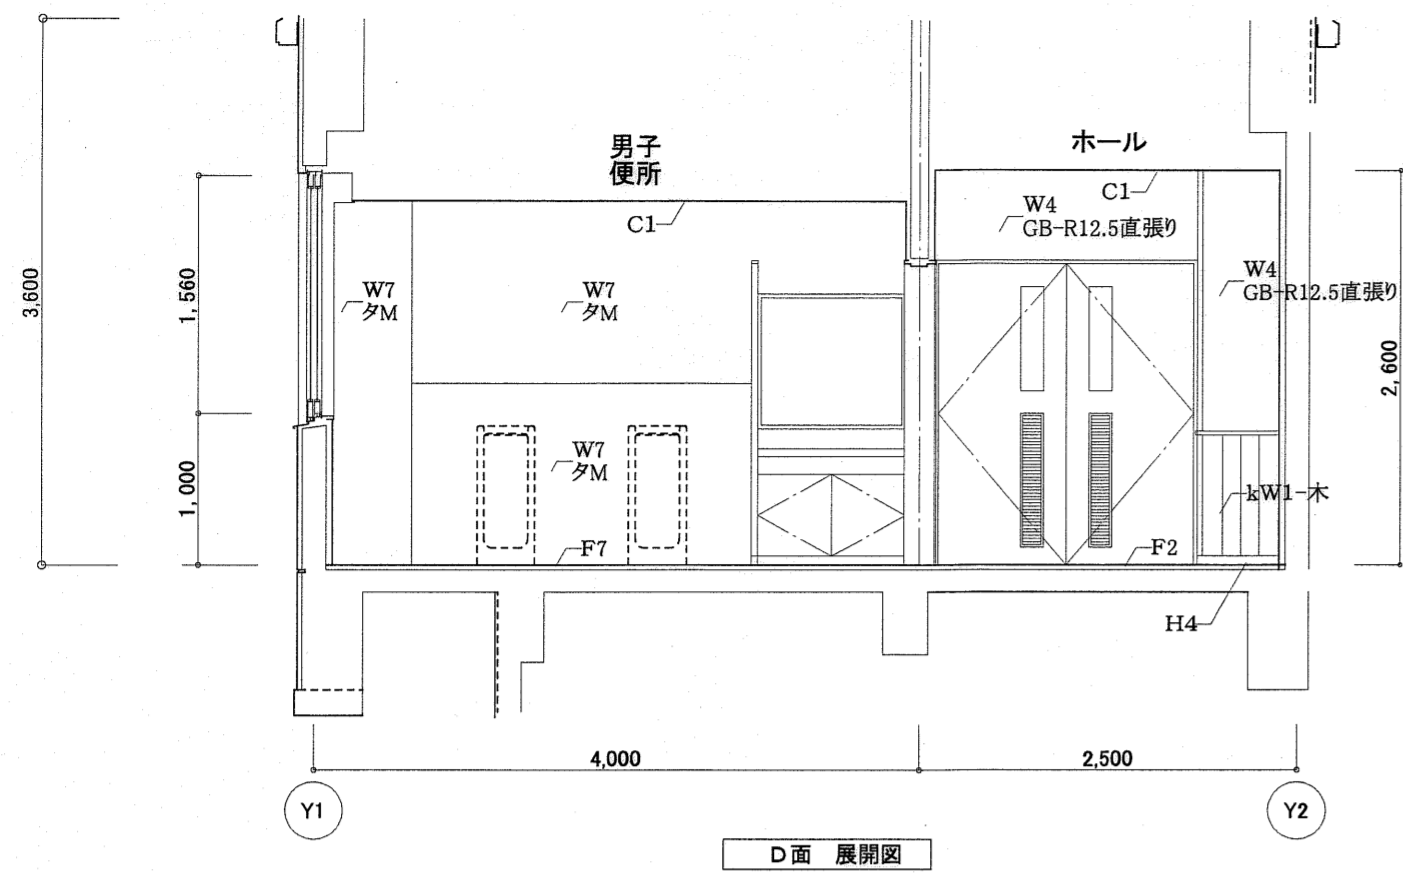 男子
便所
ホール
C1
C1
W4
GB-R12.5直張り
W4
GB-R12.5直張り
W7
タM
W7
タM
W7
タM
3,600
1,560
1,000
2,600
kW1-木
F7
F2
H4
4,000
2,500
Y1
Y2
D面 展開図